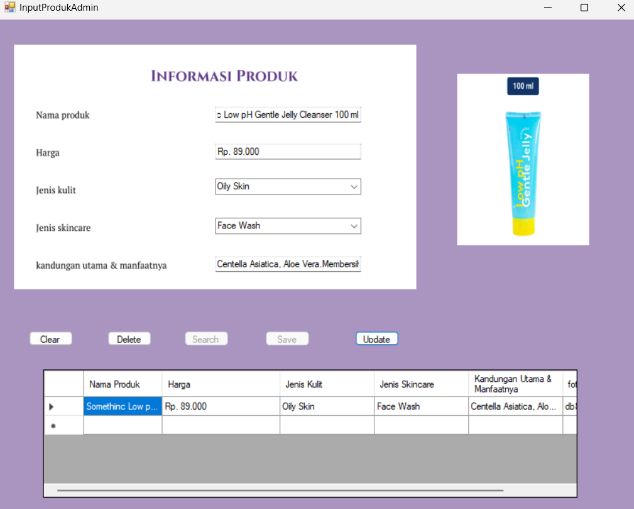 InputProdukAdmin
INFORMASI PRODUK
Nama produk
c Low pH Gentle Jelly Cleanser 100 ml
Harga
Rp. 89.000
Jenis kulit
Oily Skin
Jenis skincare
Face Wash
kandungan utama & manfaatnya
Centella Asiatica, Aloe Vera.Membersih
100 ml
Low pH
Gentle Jelly
Clear
Delete
Search
Save
Update
Nama Produk
Harga
Jenis Kulit
Jenis Skincare
Kandungan Utama &
Manfaatnya
fot
Somethinc Low p...
Rp. 89.000
Oily Skin
Face Wash
Centella Asiatica, Alo...